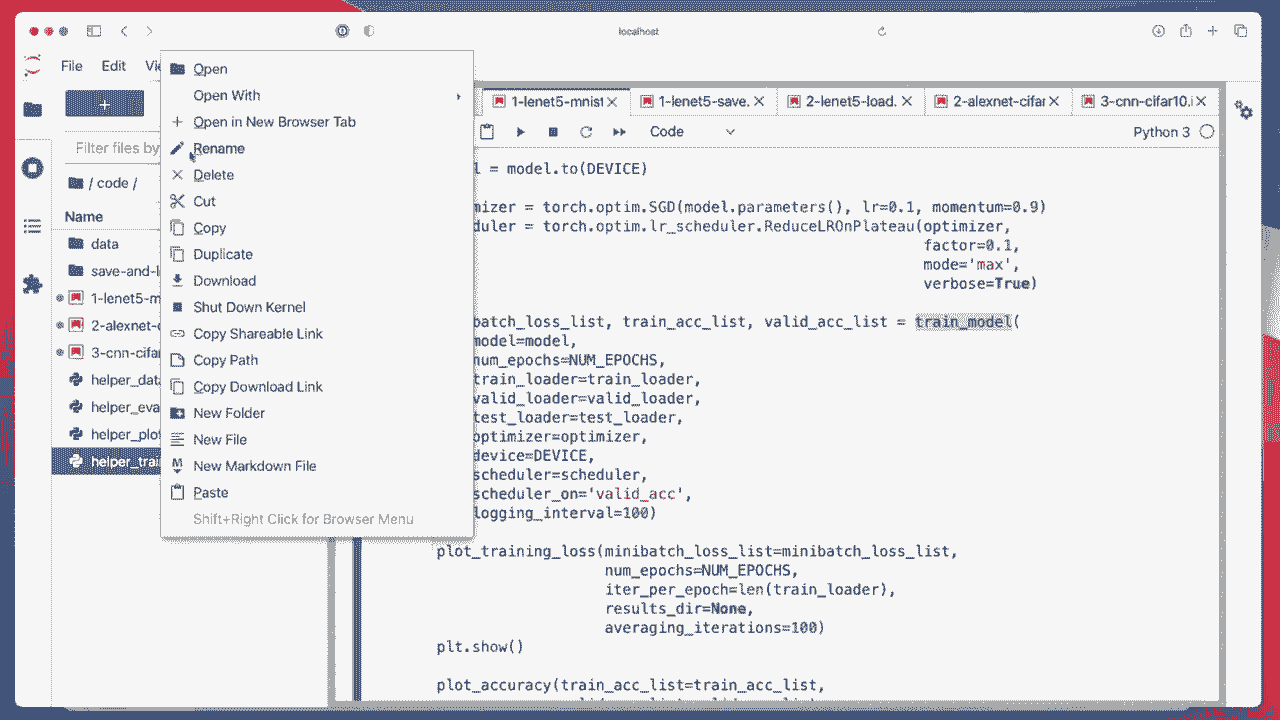 localhost
File Edit Vi
Filter files by
/ code /
Name
data
save-and-l
1-lenet5-m
2-alexnet-c
3-cnn-cifar
helper_dat
helper_eva
helper_plot
helper_trai
Open
Open With
Open in New Browser Tab
Rename
Delete
Cut
Copy
Duplicate
Download
Shut Down Kernel
Copy Shareable Link
Copy Path
Copy Download Link
New Folder
New File
New Markdown File
Paste
Shift+Right Click for Browser Menu
1-lenet5-mnist 1-lenet5-save. 2-lenet5-load. 2-alexnet-cifar 3-cnn-cifar10.i
Code Python 3
l = model.to(DEVICE)
mizer = torch.optim.SGD(model.parameters(), lr=0.1, momentum=0.9)
duler = torch.optim.lr_scheduler.ReduceLROnPlateau(optimizer,
factor=0.1,
mode='max',
verbose=True)
batch_loss_list, train_acc_list, valid_acc_list = train_model(
model=model,
num_epochs=NUM_EPOCHS,
train_loader=train_loader,
valid_loader=valid_loader,
test_loader=test_loader,
optimizer=optimizer,
device=DEVICE,
scheduler=scheduler,
scheduler_on='valid_acc',
logging_interval=100)
plot_training_loss(minibatch_loss_list=minibatch_loss_list,
num_epochs=NUM_EPOCHS,
iter_per_epoch=len(train_loader),
results_dir=None,
averaging_iterations=100)
plt.show()
plot_accuracy(train_acc_list=train_acc_list,